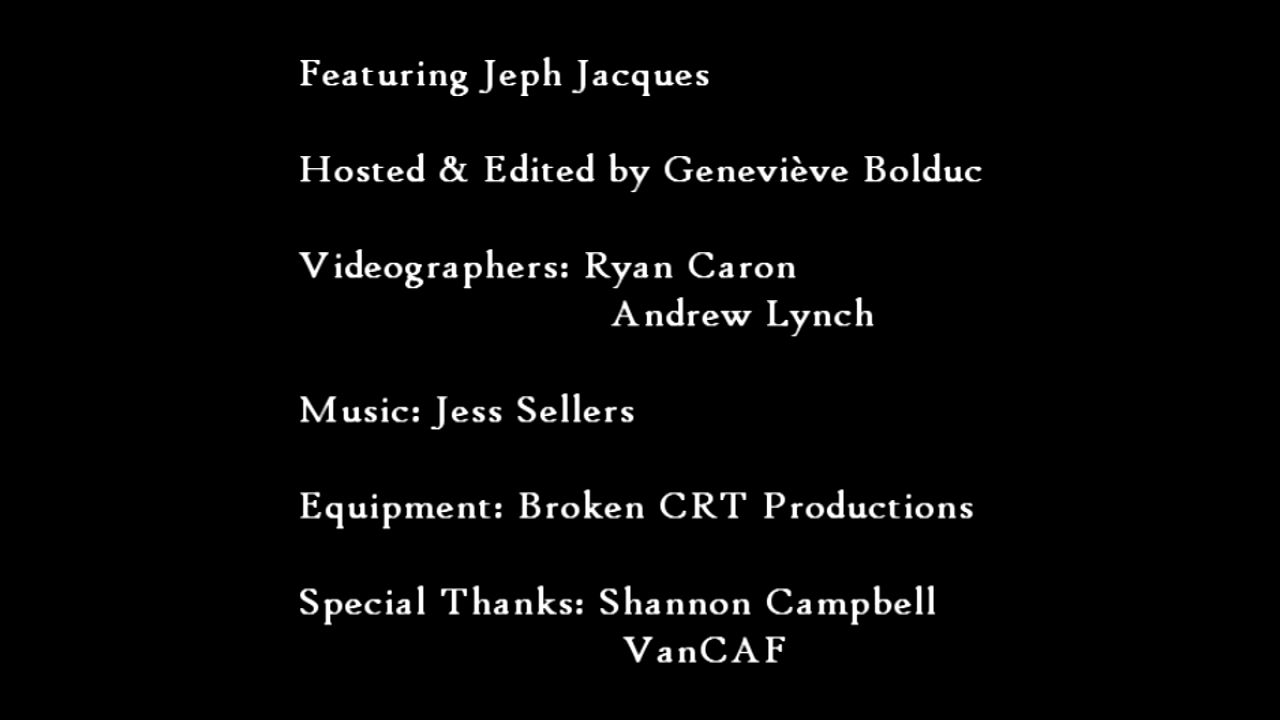 Featuring Jeph Jacques
Hosted & Edited by Geneviève Bolduc
Videographers: Ryan Caron
Andrew Lynch
Music: Jess Sellers
Equipment: Broken CRT Productions
Special Thanks: Shannon Campbell
VanCAF